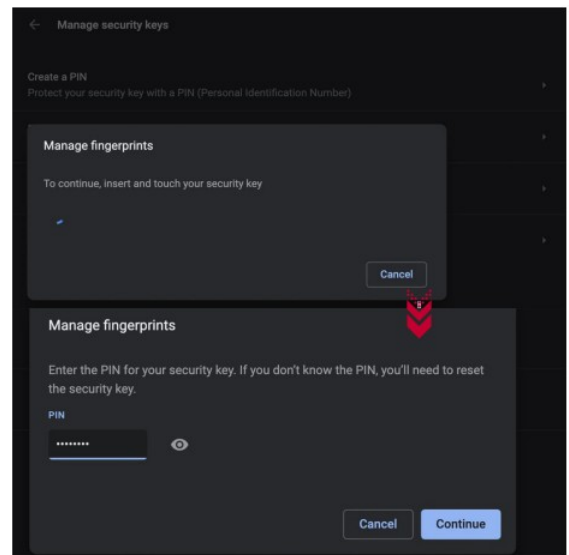 Manage security keys
Create a PIN
Protect your security key with a PIN (Personal Identification Number)
Manage fingerprints
To continue, insert and touch your security key
Cancel
Manage fingerprints
Enter the PIN for your security key. If you don't know the PIN, you'll need to reset
the security key.
PIN
••••••••
Cancel
Continue